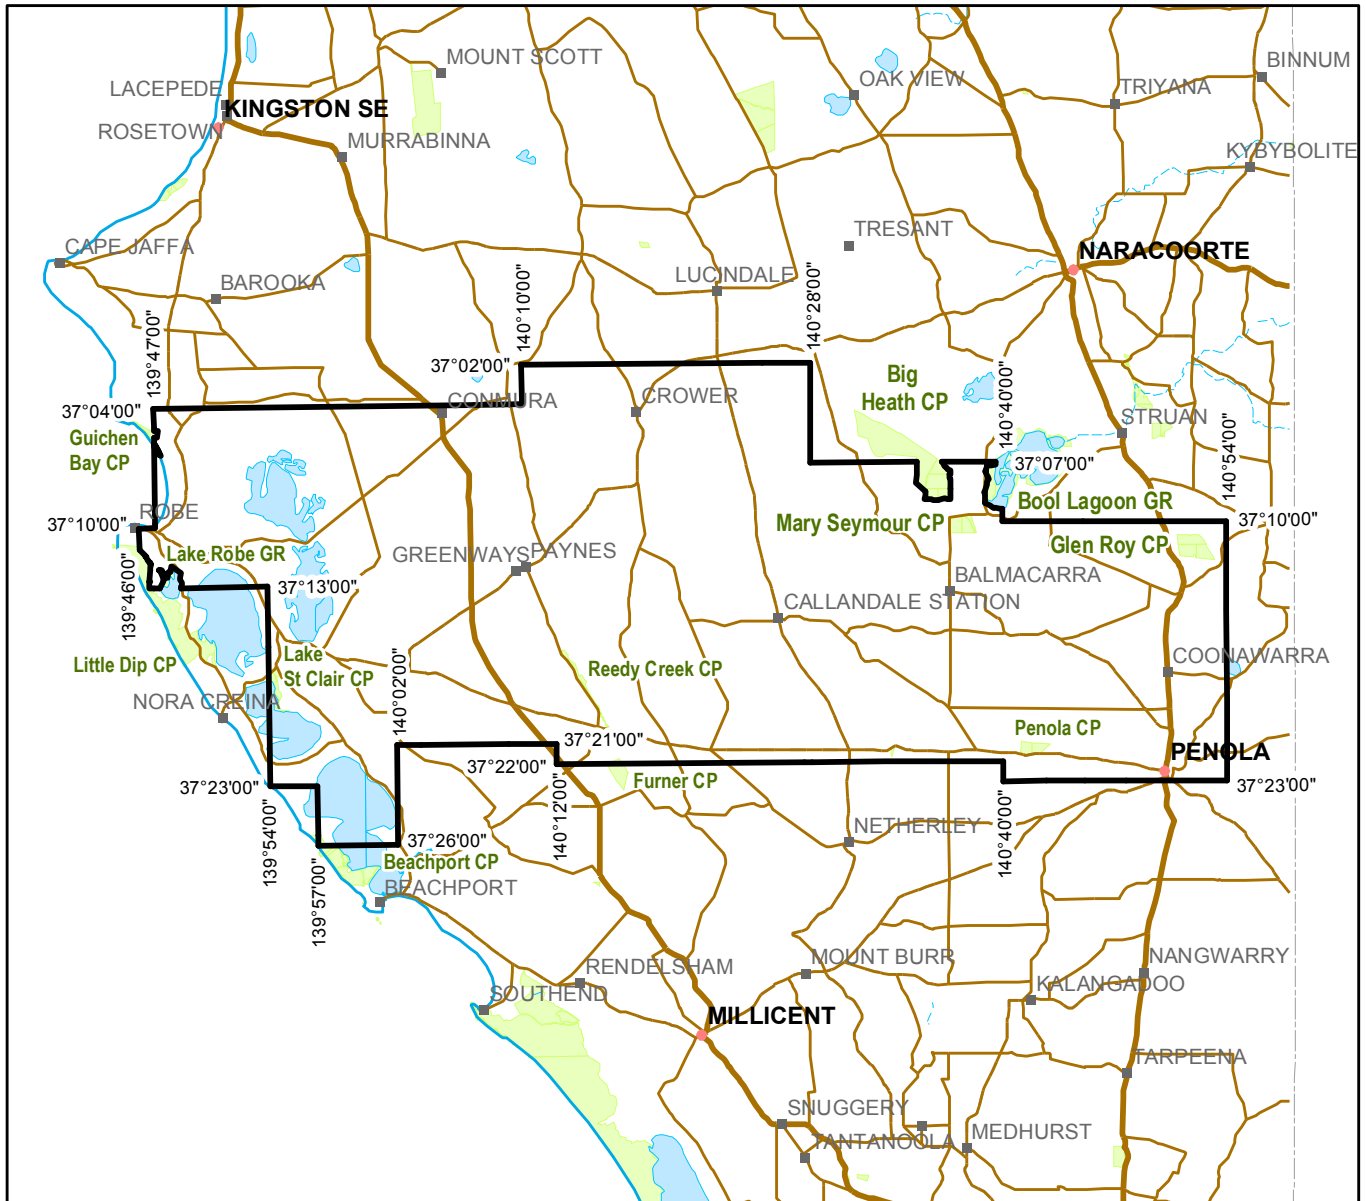 MOUNT SCOTT
BINNUM
OAK VIEW
LACEPEDE
TRIYANA
KINGSTON SE
ROSETOWN
MURRABINNA
KYBYBOLITE
TRESANT
CAPE JAFFA
NARACOORTE
BAROOKA
LUCINDALE
139°47'00"
140°10'00"
140°28'00"
37°02'00"
Big
Heath CP
140°40'00"
37°04'00"
CONMURA
CROWER
STRUAN
140°54'00"
Guichen
Bay CP
37°07'00"
Bool Lagoon GR
ROBE
37°10'00"
Mary Seymour CP
37°10'00"
Glen Roy CP
Lake Robe GR
GREENWAYS
PAYNES
BALMACARRA
139°46'00"
37°13'00"
CALLANDALE STATION
Little Dip CP
Lake
St Clair CP
140°02'00"
Reedy Creek CP
COONAWARRA
NORA CREINA
Penola CP
37°21'00"
PENOLA
37°22'00"
Furner CP
37°23'00"
37°23'00"
139°54'00"
140°12'00"
140°40'00"
NETHERLEY
37°26'00"
Beachport CP
139°57'00"
BEACHPORT
MOUNT BURR
NANGWARRY
RENDELSHAM
KALANGADOO
SOUTHEND
MILLICENT
TARPEENA
SNUGGERY
TANTANOOLA
MEDHURST